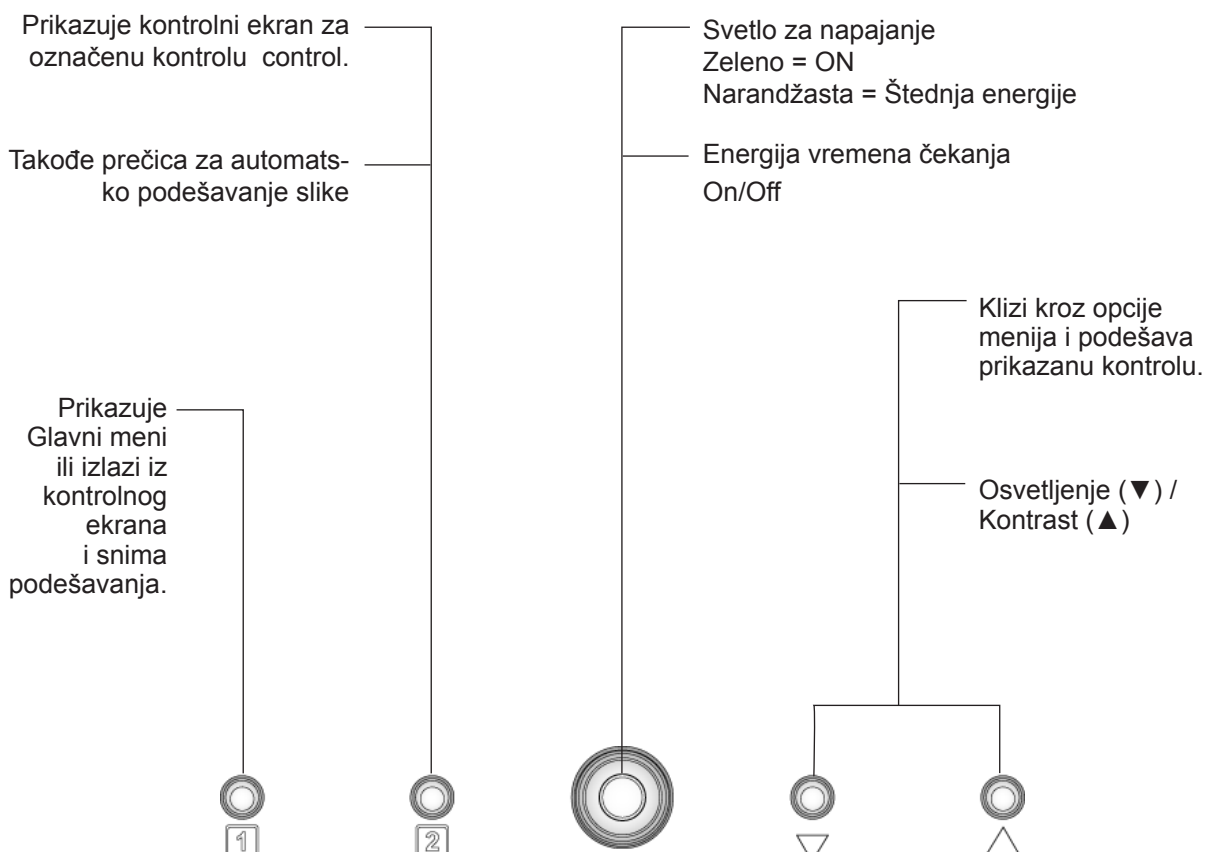 Prikazuje kontrolni ekran za
označenu kontrolu  control.
Takođe prečica za automats-
ko podešavanje slike
Svetlo za napajanje
Zeleno = ON
Narandžasta = Štednja energije
Energija vremena čekanja
On/Off
Klizi kroz opcije
menija i podešava
prikazanu kontrolu.
Prikazuje
Glavni meni
ili izlazi iz
kontrolnog
ekrana
i snima
podešavanja.
Osvetljenje (▼) /
Kontrast (▲)
1
2